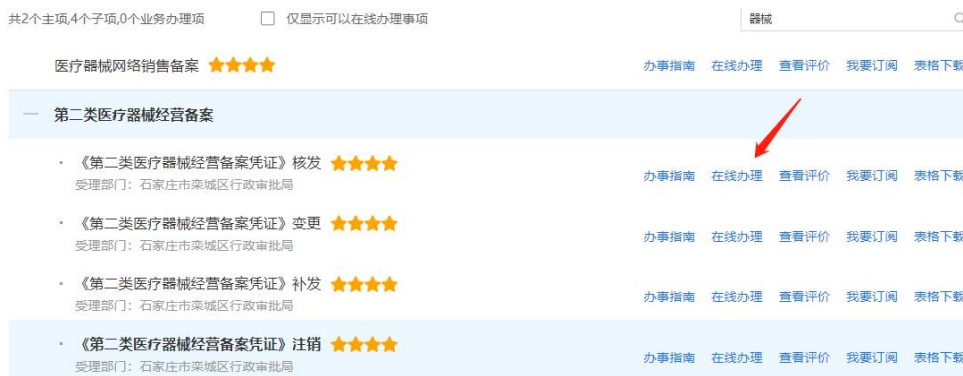 共2个主项,4个子项,0个业务办理项 仅显示可以在线办理事项 器械
医疗器械网络销售备案 办事指南 在线办理 查看评价 我要订阅 表格下载
第二类医疗器械经营备案
· 《第二类医疗器械经营备案凭证》核发 办事指南 在线办理 查看评价 我要订阅 表格下载
受理部门：石家庄市栾城区行政审批局
· 《第二类医疗器械经营备案凭证》变更 办事指南 在线办理 查看评价 我要订阅 表格下载
受理部门：石家庄市栾城区行政审批局
· 《第二类医疗器械经营备案凭证》补发 办事指南 在线办理 查看评价 我要订阅 表格下载
受理部门：石家庄市栾城区行政审批局
· 《第二类医疗器械经营备案凭证》注销 办事指南 在线办理 查看评价 我要订阅 表格下载
受理部门：石家庄市栾城区行政审批局